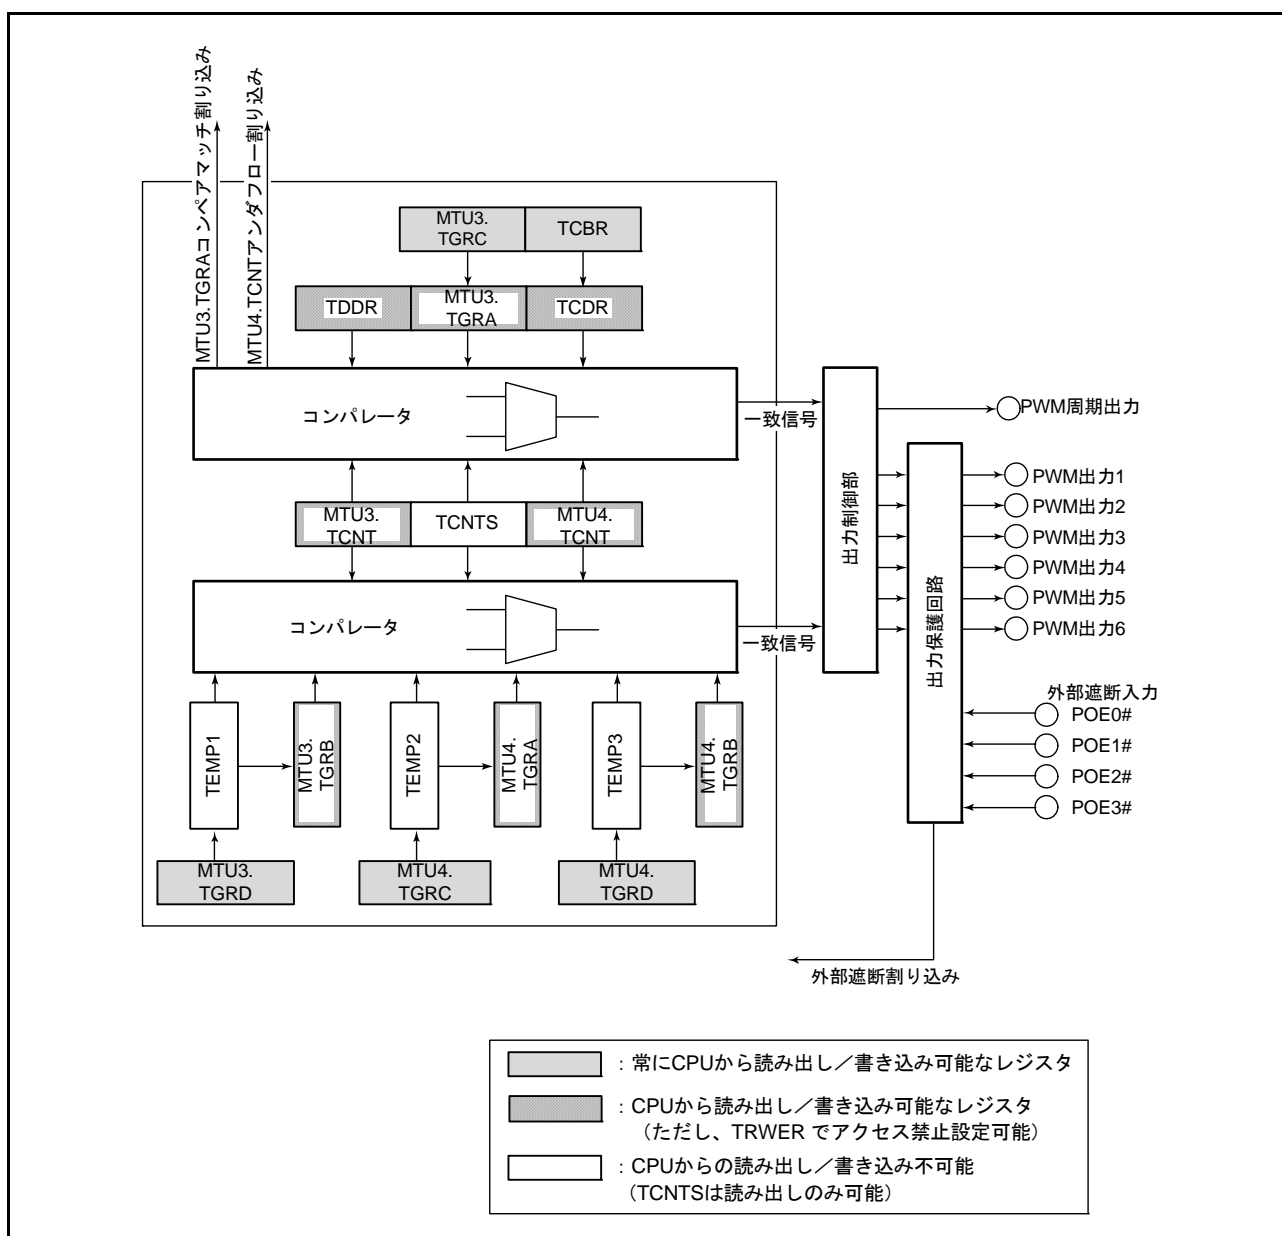 MTU3.TGRAコンペアマッチ割り込み
MTU4.TCNTアンダフロー割り込み
MTU3.
TGRC
TCBR
TDDR
MTU3.
TGRA
TCDR
コンパレータ
一致信号
MTU3.
TCNT
TCNTS
MTU4.
TCNT
コンパレータ
一致信号
TEMP1
MTU3.
TGRB
TEMP2
MTU4.
TGRA
TEMP3
MTU4.
TGRB
MTU3.
TGRD
MTU4.
TGRC
MTU4.
TGRD
出力制御部
出力保護回路
PWM周期出力
PWM出力1
PWM出力2
PWM出力3
PWM出力4
PWM出力5
PWM出力6
外部遮断入力
POE0#
POE1#
POE2#
POE3#
外部遮断割り込み
：常にCPUから読み出し／書き込み可能なレジスタ
：CPUから読み出し／書き込み可能なレジスタ
（ただし、TRWER でアクセス禁止設定可能）
：CPUからの読み出し／書き込み不可能
（TCNTSは読み出しのみ可能）